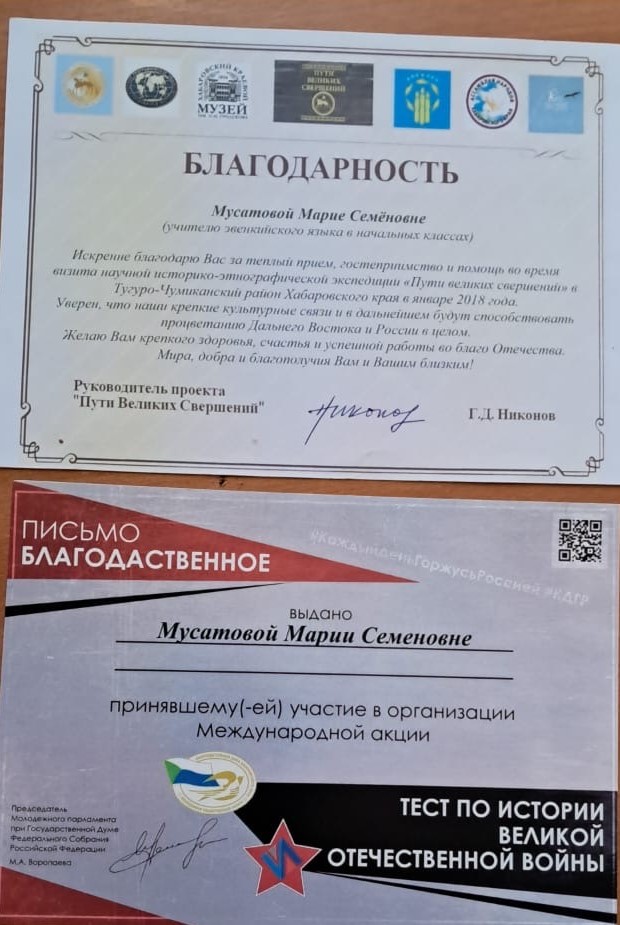 ХАБАРОВСКИЙ КРАЕВОЙ
МУЗЕЙ
ПУТИ
ВЕЛИКИХ
СВЕРШЕНИЙ
БЛАГОДАРНОСТЬ
Мусатовой Марие Семёновне
(учителю эвенкийского языка в начальных классах)
Искренне благодарю Вас за теплый прием, гостеприимство и помощь во время
визита научной историко-этнографической экспедиции «Пути великих свершений» в
Тугуро-Чумиканский район Хабаровского края в январе 2018 года.
Уверен, что наши крепкие культурные связи и в дальнейшем будут способствовать
процветанию Дальнего Востока и России в целом.
Желаю Вам крепкого здоровья, счастья и успешной работы во благо Отечества.
Мира, добра и благополучия Вам и Вашим близким!
Руководитель проекта
"Пути Великих Свершений"
Никонов
Г.Д. Никонов
ПИСЬМО
БЛАГОДАСТВЕННОЕ
#КаждыйДеньГоржусьРоссией #КДГР
выдано
Мусатовой Марии Семеновне
принявшему(-ей) участие в организации
Международной акции
Председатель
Молодежного парламента
при Государственной Думе
Федерального Собрания
Российской Федерации
М.А. Воропаева
ТЕСТ ПО ИСТОРИИ
ВЕЛИКОЙ
ОТЕЧЕСТВЕННОЙ ВОЙНЫ